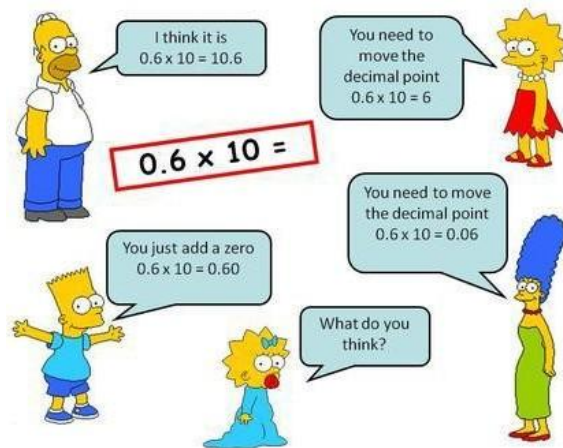 I think it is
0.6 x 10 = 10.6
You need to
move the
decimal point
0.6 x 10 = 6
0.6 x 10 =
You need to move
the decimal point
0.6 x 10 = 0.06
You just add a zero
0.6 x 10 = 0.60
What do you
think?